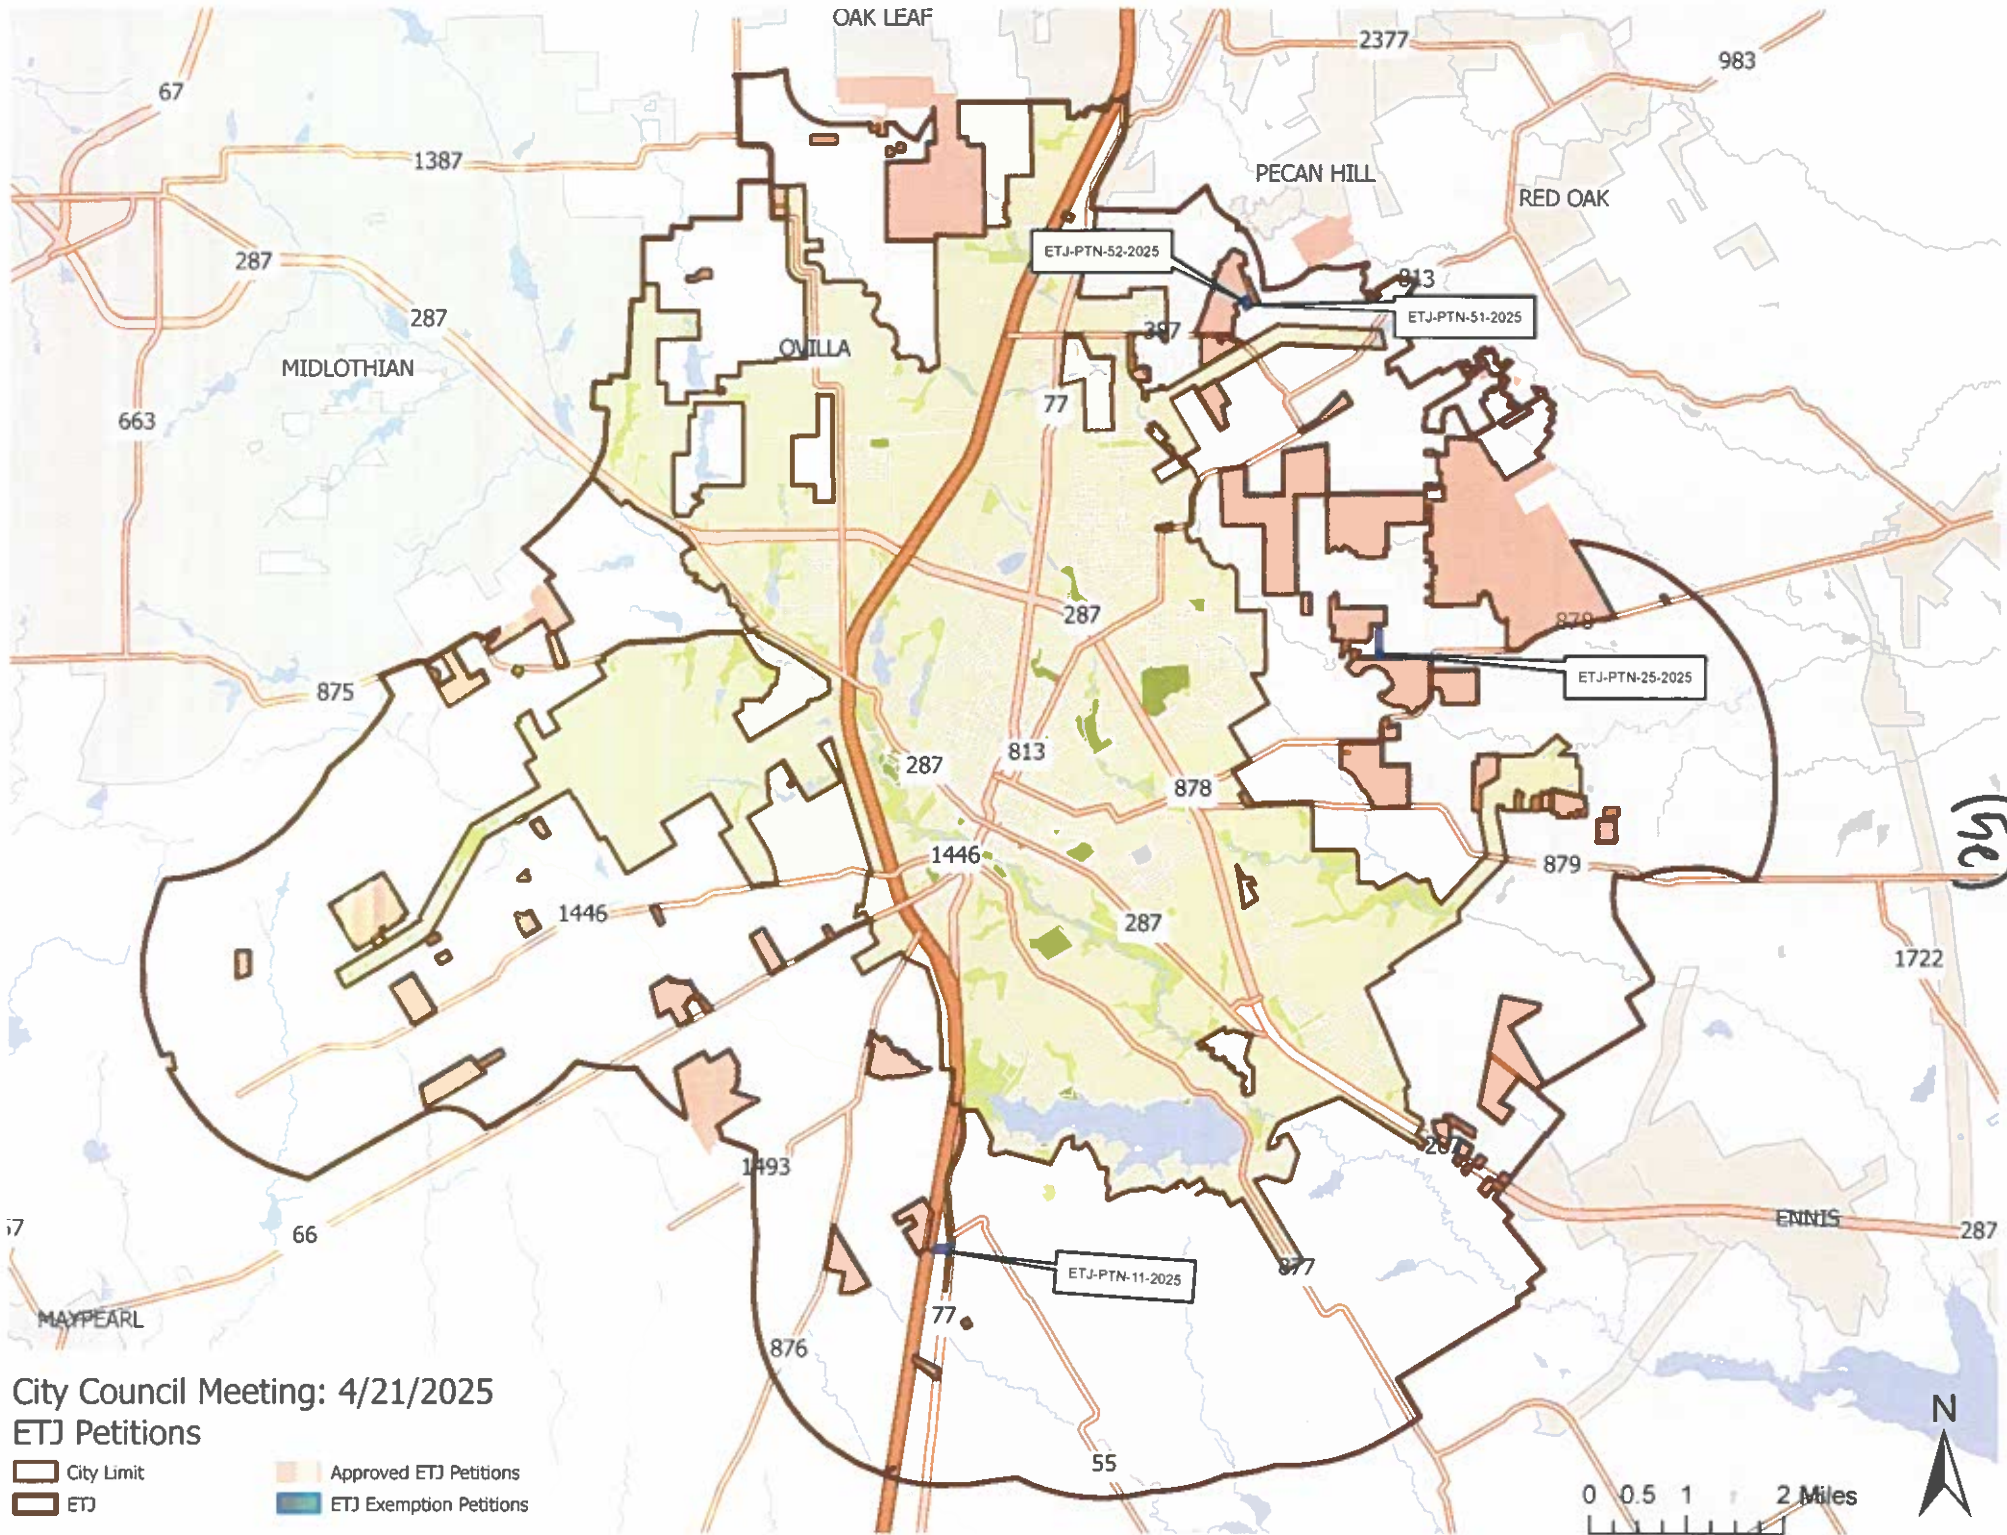 OAK LEAF
2377
983
67
1387
PECAN HILL
RED OAK
ETJ-PTN-52-2025
287
813
287
ETJ-PTN-51-2025
387
OVILLA
MIDLOTHIAN
77
663
287
878
ETJ-PTN-25-2025
875
813
287
878
1446
879
1446
287
1722
1493
66
ENNIS
287
877
ETJ-PTN-11-2025
77
MAYPEARL
876
55
City Council Meeting: 4/21/2025
ETJ Petitions
City Limit
Approved ETJ Petitions
ETJ
ETJ Exemption Petitions
N
0 0.5 1 2 Miles